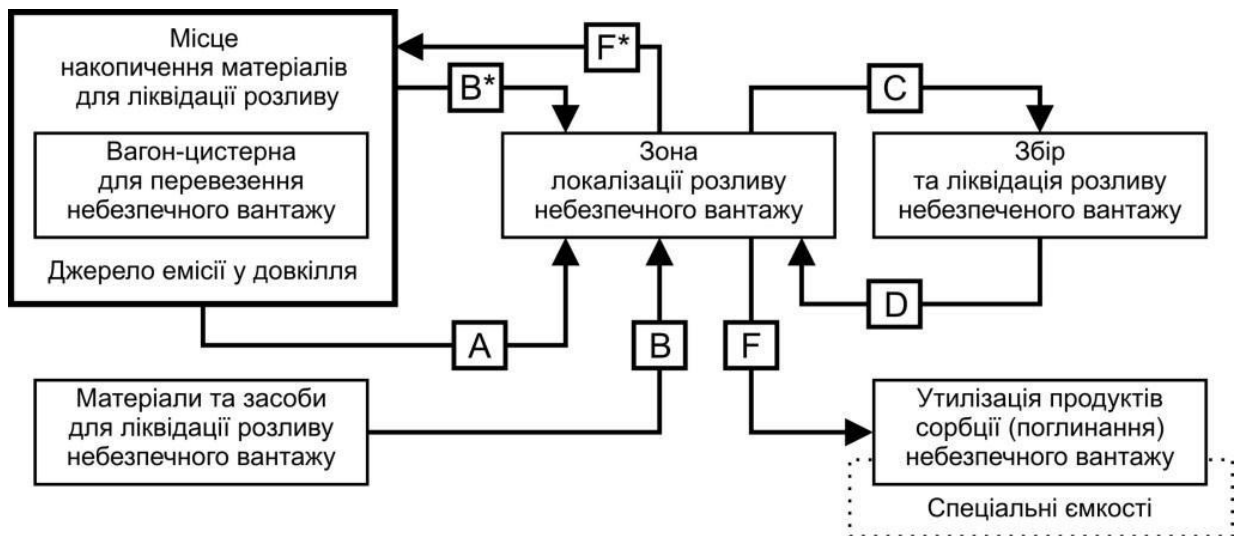 Місце
накопичення матеріалів
для ліквідації розливу
Вагон-цистерна
для перевезення
небезпечного вантажу
Джерело емісії у довкілля
F*
B*
C
Зона
локалізації розливу
небезпечного вантажу
Збір
та ліквідація розливу
небезпеченого вантажу
A
B
F
D
Матеріали та засоби
для ліквідації розливу
небезпечного вантажу
Утилізація продуктів
сорбції (поглинання)
небезпечного вантажу
Спеціальні ємкості